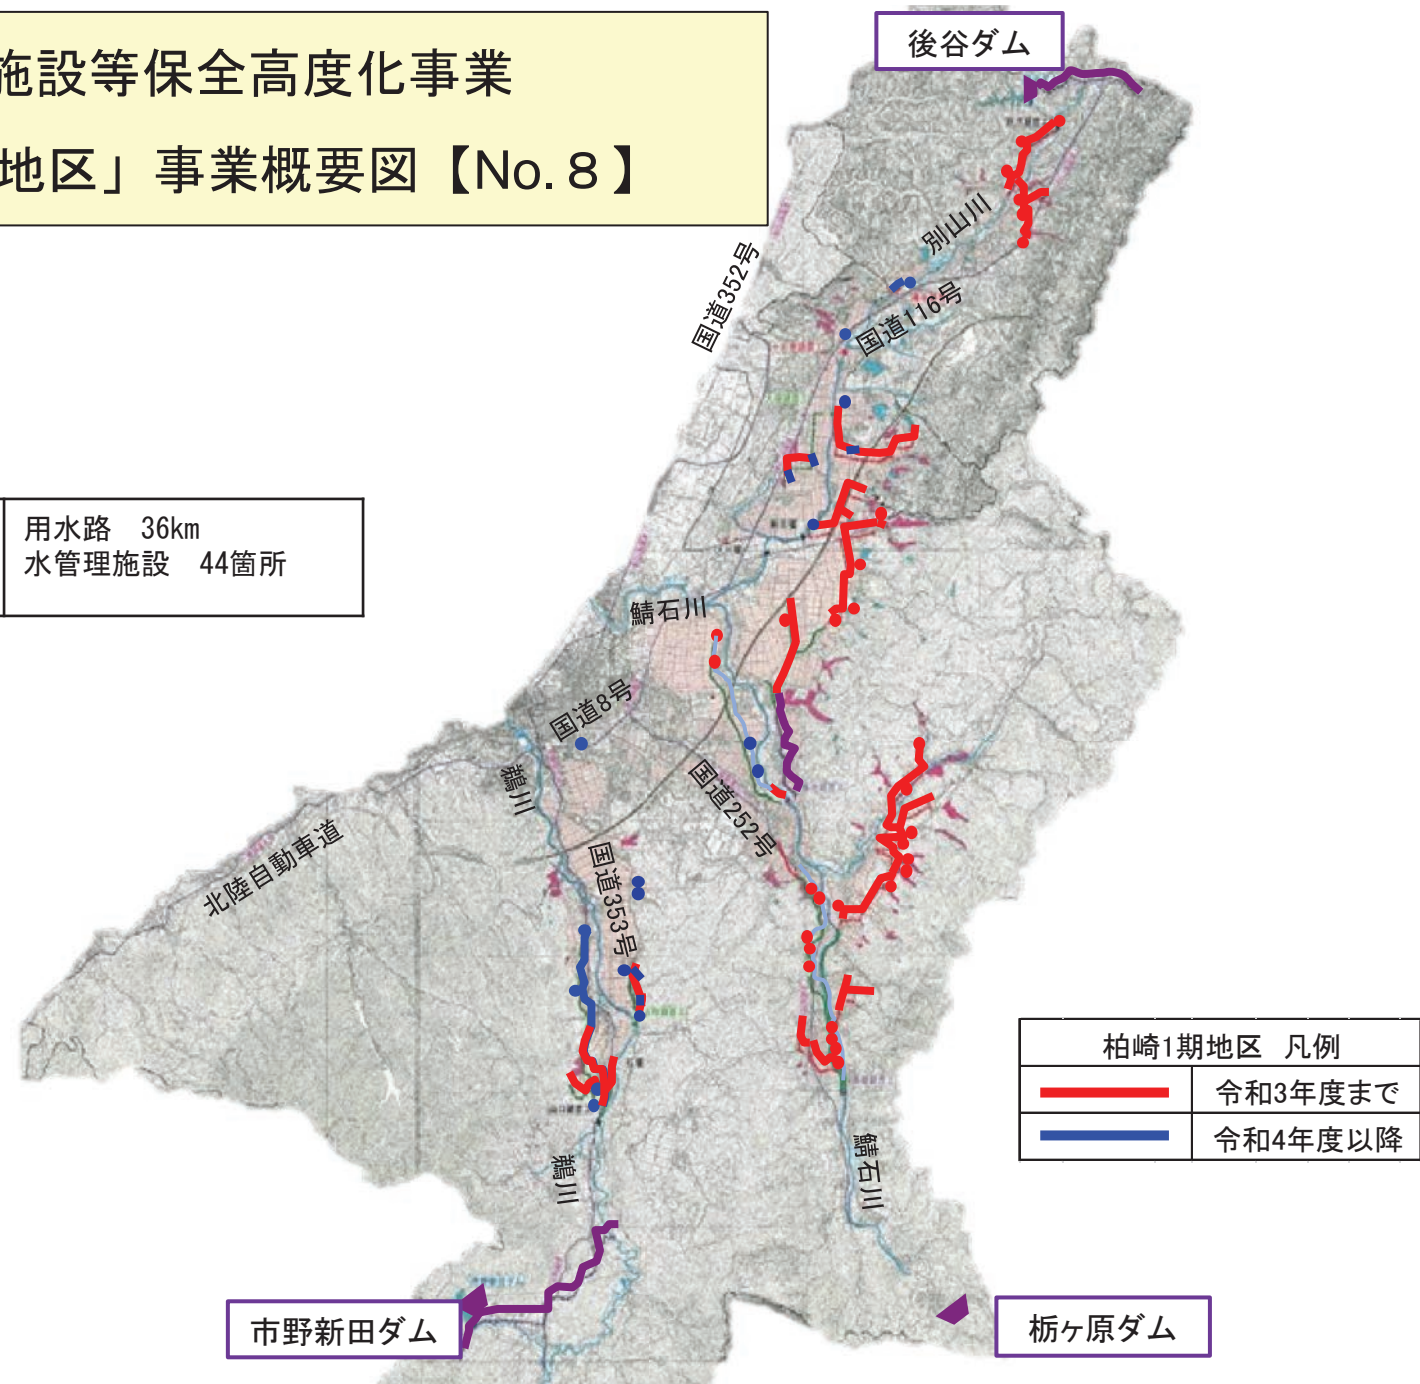 施設等保全高度化事業
地区」事業概要図【No.８】
後谷ダム
別山川
国道352号
国道116号
用水路　36km
水管理施設　44箇所
鯖石川
国道8号
鵜川
国道252号
北陸自動車道
国道353号
柏崎1期地区　凡例
令和3年度まで
令和4年度以降
鵜川
鯖石川
市野新田ダム
栃ヶ原ダム